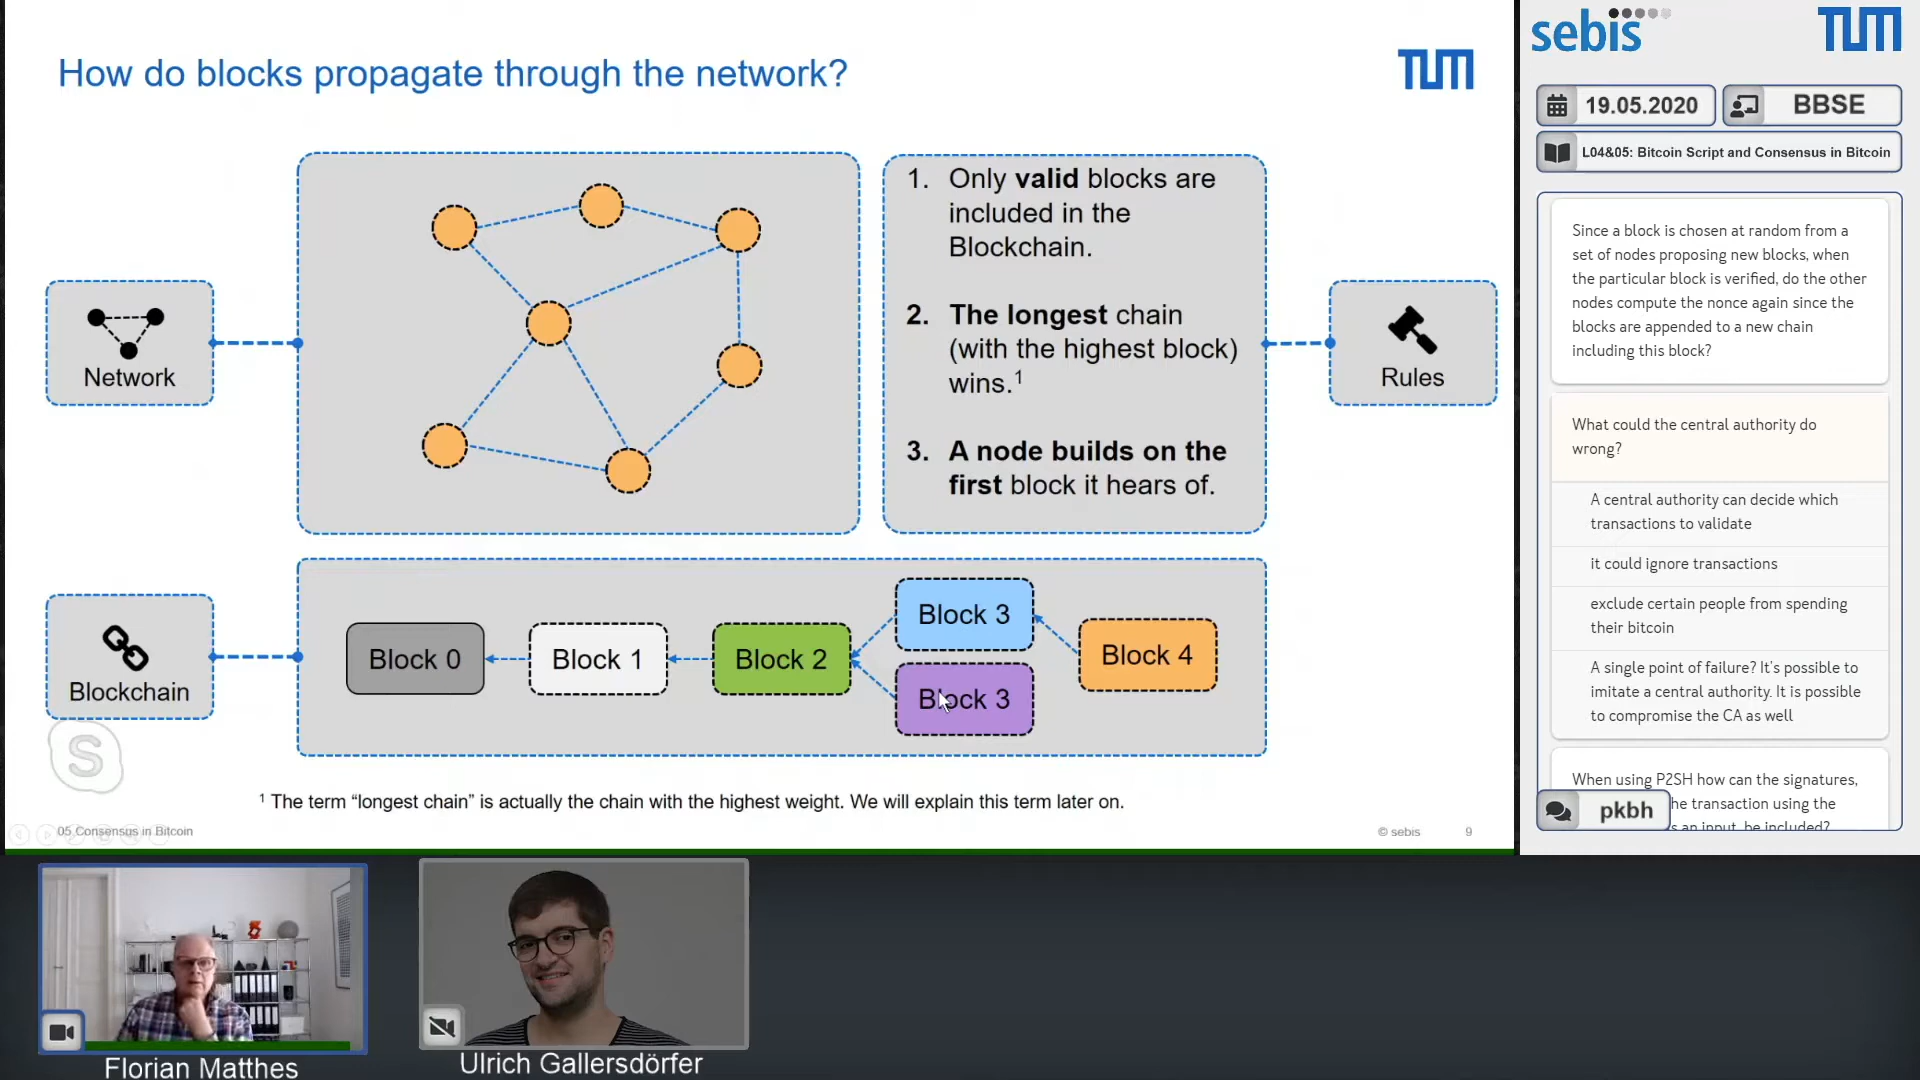 How do blocks propagate through the network?
TUM
Network
1. Only valid blocks are
included in the
Blockchain.
2. The longest chain
(with the highest block)
wins.1
3. A node builds on the
first block it hears of.
Rules
Blockchain
Block 0
Block 1
Block 2
Block 3
Block 3
Block 4
S
1 The term “longest chain” is actually the chain with the highest weight. We will explain this term later on.
05 Consensus in Bitcoin
© sebis
9
sebis
TUM
19.05.2020
BBSE
L04&05: Bitcoin Script and Consensus in Bitcoin
Since a block is chosen at random from a
set of nodes proposing new blocks, when
the particular block is verified, do the other
nodes compute the nonce again since the
blocks are appended to a new chain
including this block?
What could the central authority do
wrong?
A central authority can decide which
transactions to validate
it could ignore transactions
exclude certain people from spending
their bitcoin
A single point of failure? It's possible to
imitate a central authority. It is possible
to compromise the CA as well
When using P2SH how can the signatures,
he transaction using the
s an input, be included?
pkbh
Florian Matthes
Ulrich Gallersdörfer